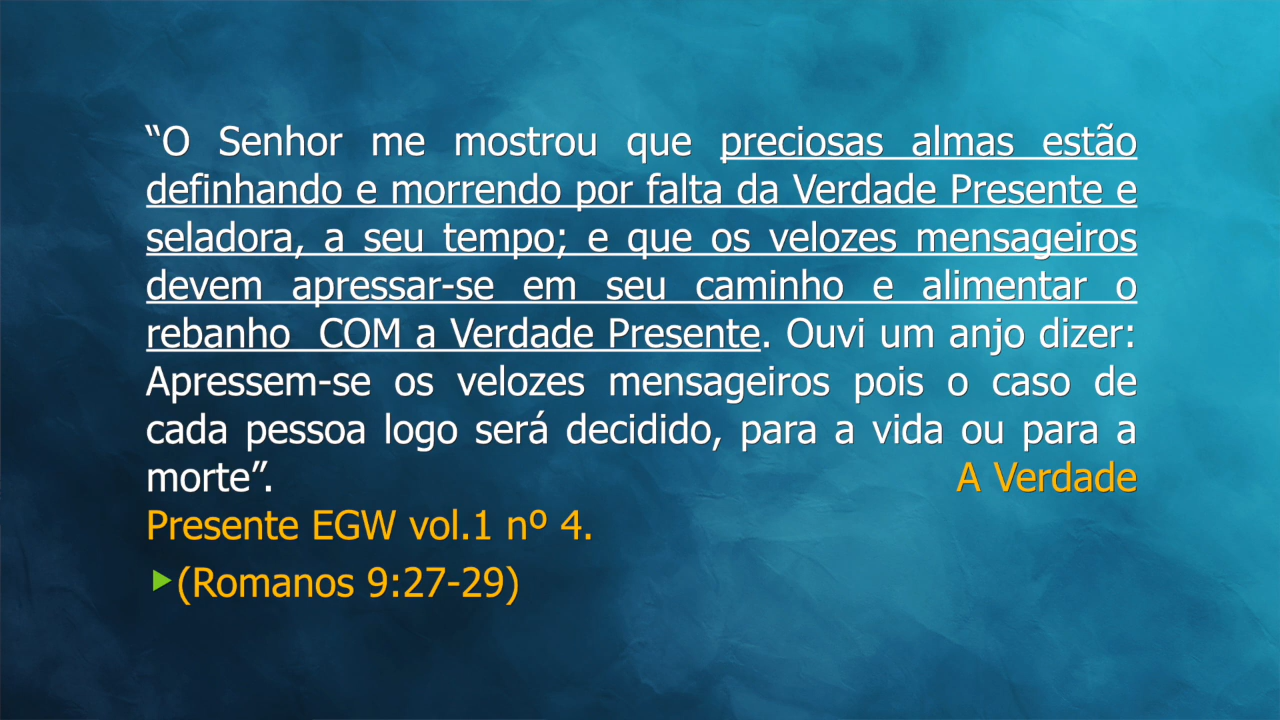 “O Senhor me mostrou que preciosas almas estão
definhando e morrendo por falta da Verdade Presente e
seladora, a seu tempo; e que os velozes mensageiros
devem apressar-se em seu caminho e alimentar o
rebanho COM a Verdade Presente. Ouvi um anjo dizer:
Apressem-se os velozes mensageiros pois o caso de
cada pessoa logo será decidido, para a vida ou para a
morte”. A Verdade
Presente EGW vol.1 nº 4.
(Romanos 9:27-29)